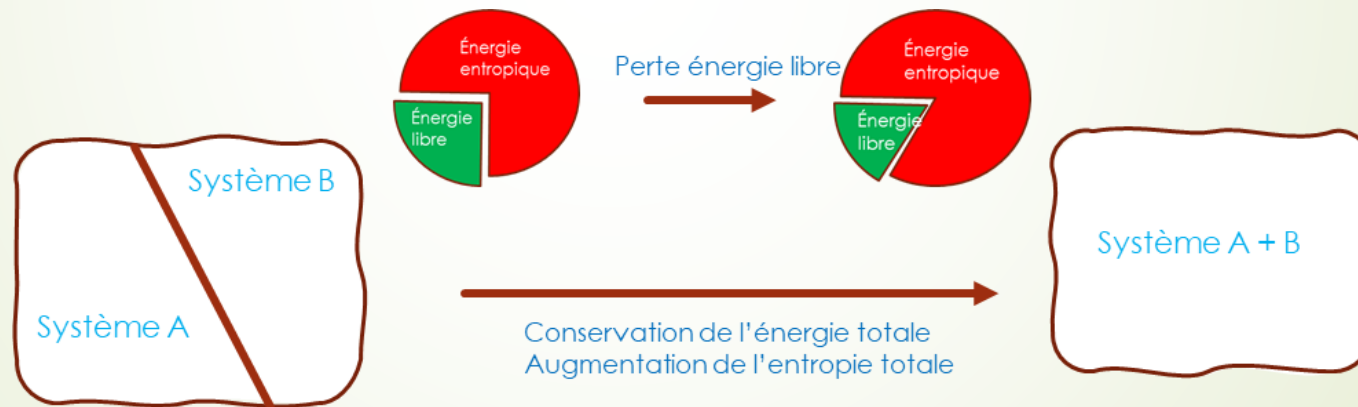 Énergie
entropique
Énergie
libre
Perte énergie libre
Énergie
entropique
Énergie
libre
Système B
Système A
Système A + B
Conservation de l’énergie totale
Augmentation de l’entropie totale